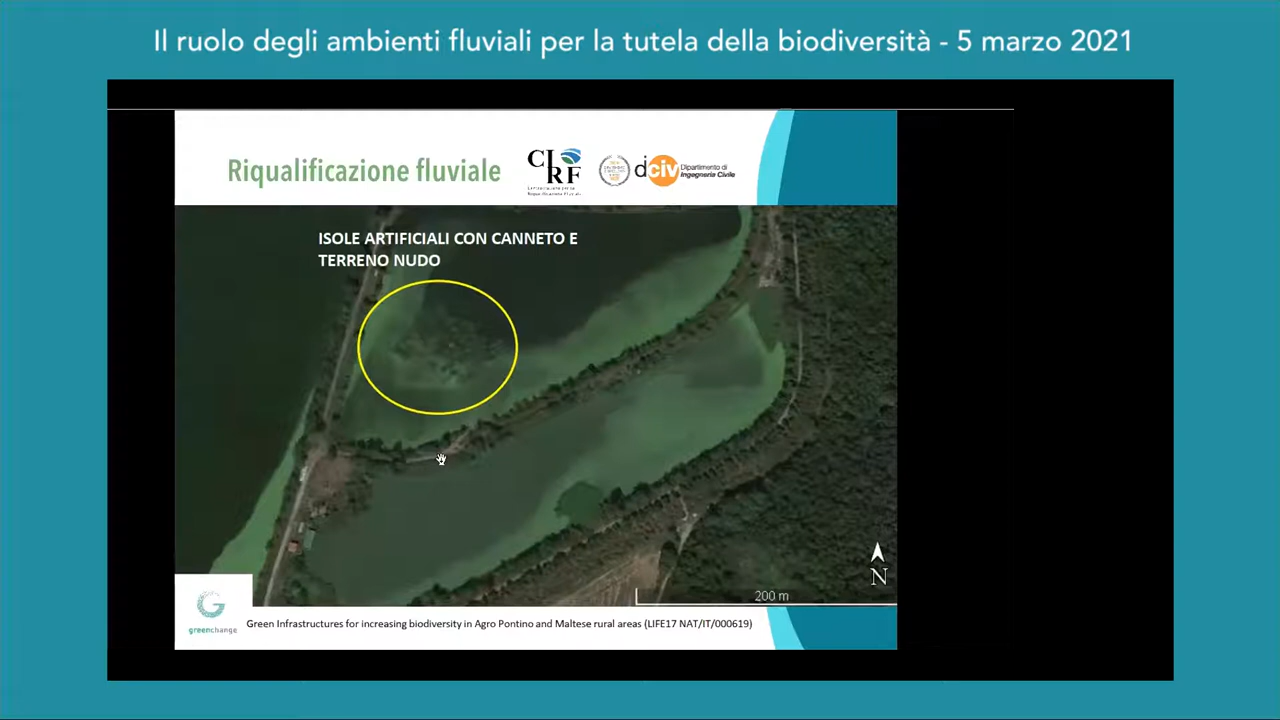 Il ruolo degli ambienti fluviali per la tutela della biodiversità - 5 marzo 2021
Riqualificazione fluviale
CIRF
dciv Dipartimento di
Ingegneria Civile
ISOLE ARTIFICIALI CON CANNETO E
TERRENO NUDO
N
200 m
greenchange
Green Infrastructures for increasing biodiversity in Agro Pontino and Maltese rural areas (LIFE17 NAT/IT/000619)